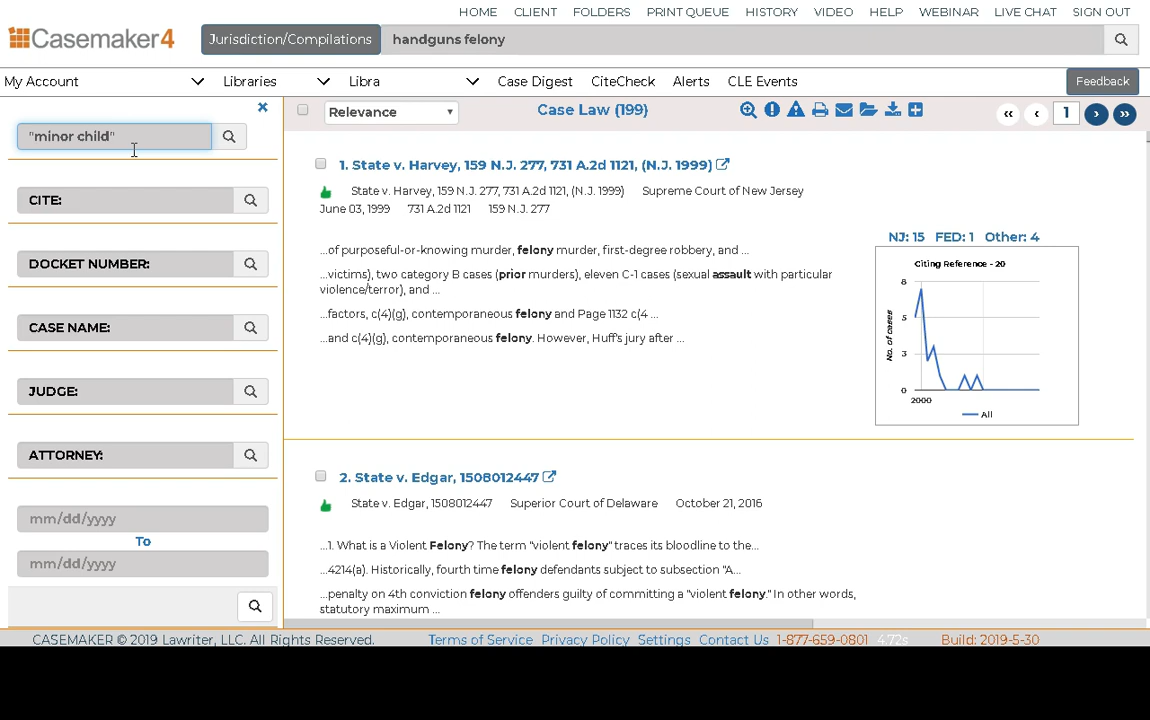 HOME CLIENT FOLDERS PRINT QUEUE HISTORY VIDEO HELP WEBINAR LIVE CHAT SIGN OUT
Casemaker4
Jurisdiction/Compilations
handguns felony
My Account
Libraries
Libra
Case Digest
CiteCheck
Alerts
CLE Events
Feedback
"minor child"
CITE:
DOCKET NUMBER:
CASE NAME:
JUDGE:
ATTORNEY:
mm/dd/yyyy
To
mm/dd/yyyy
Relevance
Case Law (199)
1
1. State v. Harvey, 159 N.J. 277, 731 A.2d 1121, (N.J. 1999)
State v. Harvey, 159 N.J. 277, 731 A.2d 1121, (N.J. 1999) Supreme Court of New Jersey
June 03, 1999 731 A.2d 1121 159 N.J. 277
...of purposeful-or-knowing murder, felony murder, first-degree robbery, and ...
...victims), two category B cases (prior murders), eleven C-1 cases (sexual assault with particular
violence/terror), and ...
...factors, c(4)(g), contemporaneous felony and Page 1132 c(4 ...
...and c(4)(g), contemporaneous felony. However, Huff's jury after ...
NJ: 15 FED: 1 Other: 4
Citing Reference - 20
No. of cases
8
5
3
0
2000
All
2. State v. Edgar, 1508012447
State v. Edgar, 1508012447 Superior Court of Delaware October 21, 2016
...1. What is a Violent Felony? The term "violent felony" traces its bloodline to the...
...4214(a). Historically, fourth time felony defendants subject to subsection "A...
...penalty on 4th conviction felony offenders guilty of committing a "violent felony." In other words,
statutory maximum ...
CASEMAKER © 2019 Lawriter, LLC. All Rights Reserved. Terms of Service Privacy Policy Settings Contact Us 1-877-659-0801 4.72s Build: 2019-5-30